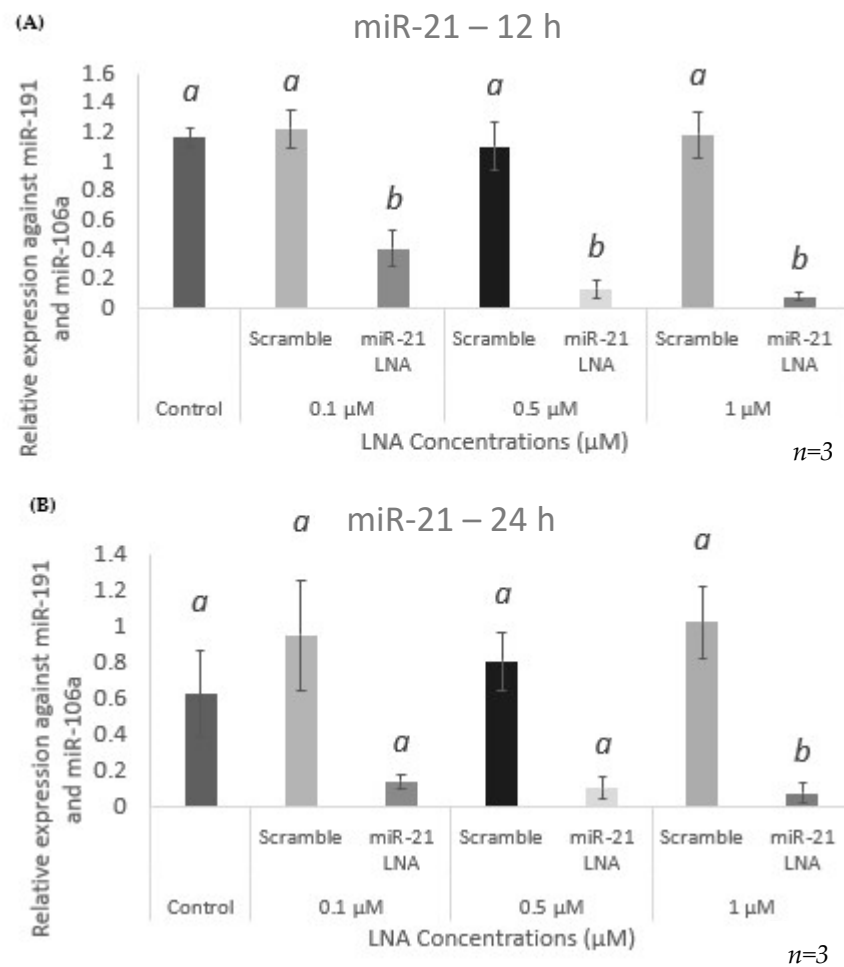 (A)
miR-21 – 12 h
Relative expression against miR-191
and miR-106a
1.6
1.4
1.2
1
0.8
0.6
0.4
0.2
0
a
a
b
a
b
a
b
Scramble
miR-21
LNA
Scramble
miR-21
LNA
Scramble
miR-21
LNA
Control
0.1 µM
0.5 µM
1 µM
LNA Concentrations (µM)
n=3
(B)
miR-21 – 24 h
Relative expression against miR-191
and miR-106a
1.4
1.2
1
0.8
0.6
0.4
0.2
0
a
a
a
a
a
a
b
Scramble
miR-21
LNA
Scramble
miR-21
LNA
Scramble
miR-21
LNA
Control
0.1 µM
0.5 µM
1 µM
LNA Concentrations (µM)
n=3